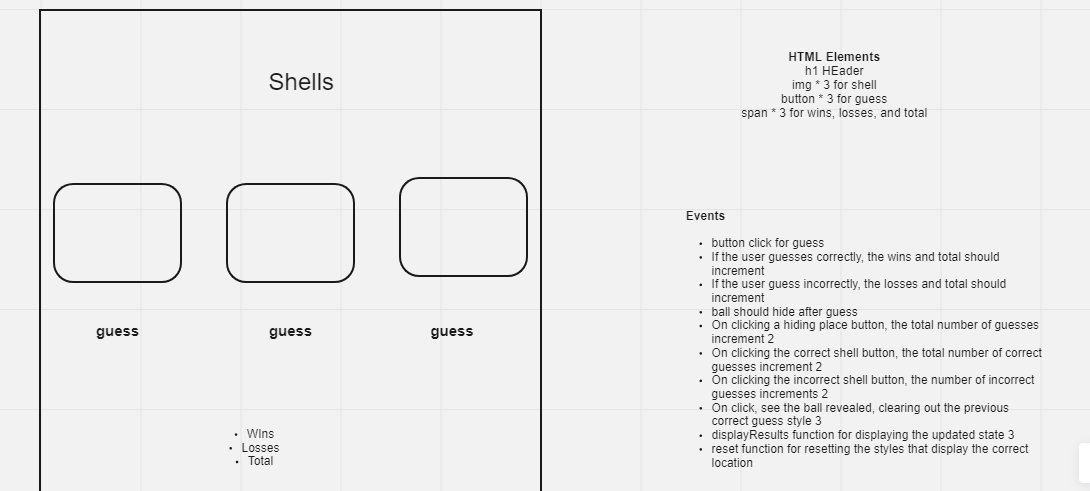 Shells
guess
guess
guess
WIns
Losses
Total
HTML Elements
h1 HEader
img * 3 for shell
button * 3 for guess
span * 3 for wins, losses, and total
Events
button click for guess
If the user guesses correctly, the wins and total should
increment
If the user guess incorrectly, the losses and total should
increment
ball should hide after guess
On clicking a hiding place button, the total number of guesses
increment 2
On clicking the correct shell button, the total number of correct
guesses increment 2
On clicking the incorrect shell button, the number of incorrect
guesses increments 2
On click, see the ball revealed, clearing out the previous
correct guess style 3
displayResults function for displaying the updated state 3
reset function for resetting the styles that display the correct
location